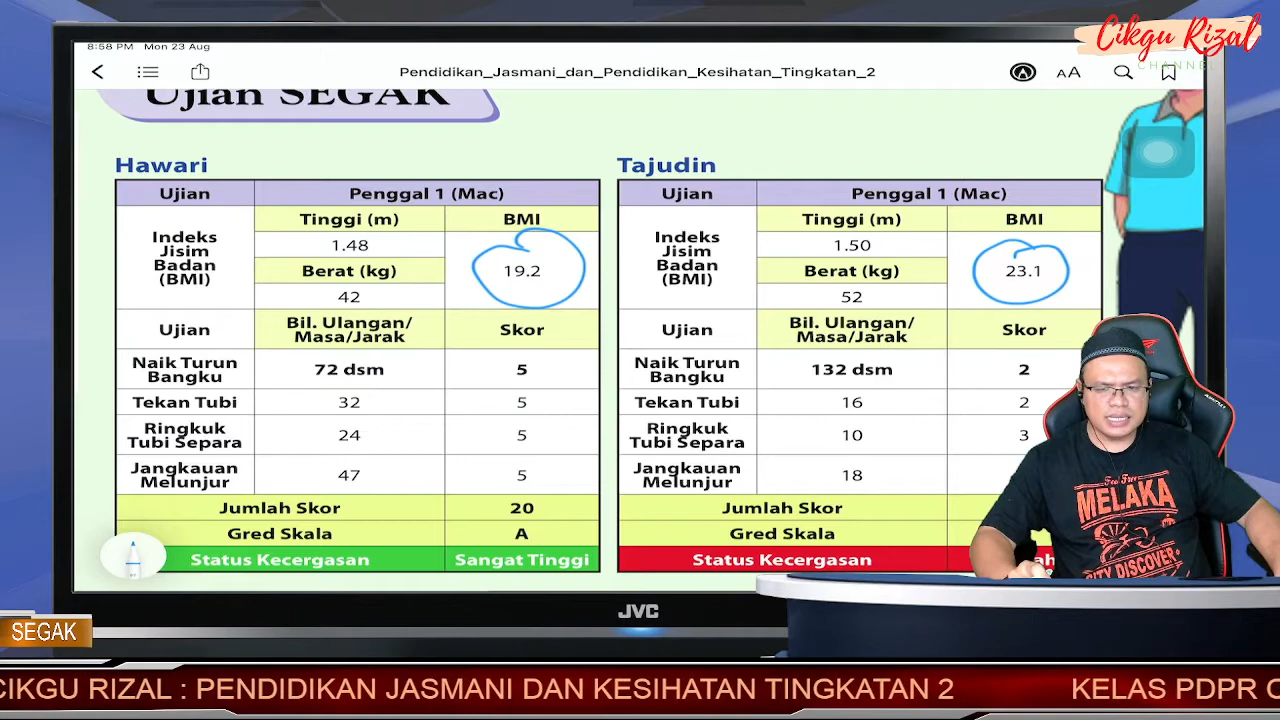 8:58 PM Mon 23 Aug
Cikgu Rizal
CHANNEL
Pendidikan_Jasmani_dan_Pendidikan_Kesihatan_Tingkatan_2
AA
Ujian SEGAK
Hawari
Ujian
Penggal 1 (Mac)
Indeks
Jisim
Badan
(BMI)
Tinggi (m)
BMI
1.48
19.2
Berat (kg)
42
Ujian
Bil. Ulangan/
Masa/Jarak
Skor
Naik Turun
Bangku
72 dsm
5
Tekan Tubi
32
5
Ringkuk
Tubi Separa
24
5
Jangkauan
Melunjur
47
5
Jumlah Skor
20
Gred Skala
A
Status Kecergasan
Sangat Tinggi
Tajudin
Ujian
Penggal 1 (Mac)
Indeks
Jisim
Badan
(BMI)
Tinggi (m)
BMI
1.50
23.1
Berat (kg)
52
Ujian
Bil. Ulangan/
Masa/Jarak
Skor
Naik Turun
Bangku
132 dsm
2
Tekan Tubi
16
2
Ringkuk
Tubi Separa
10
3
Jangkauan
Melunjur
18
Jumlah Skor
Gred Skala
Status Kecergasan
MELAKA
CITY DISCOVER
JVC
SEGAK
CIKGU RIZAL : PENDIDIKAN JASMANI DAN KESIHATAN TINGKATAN 2
KELAS PDPR